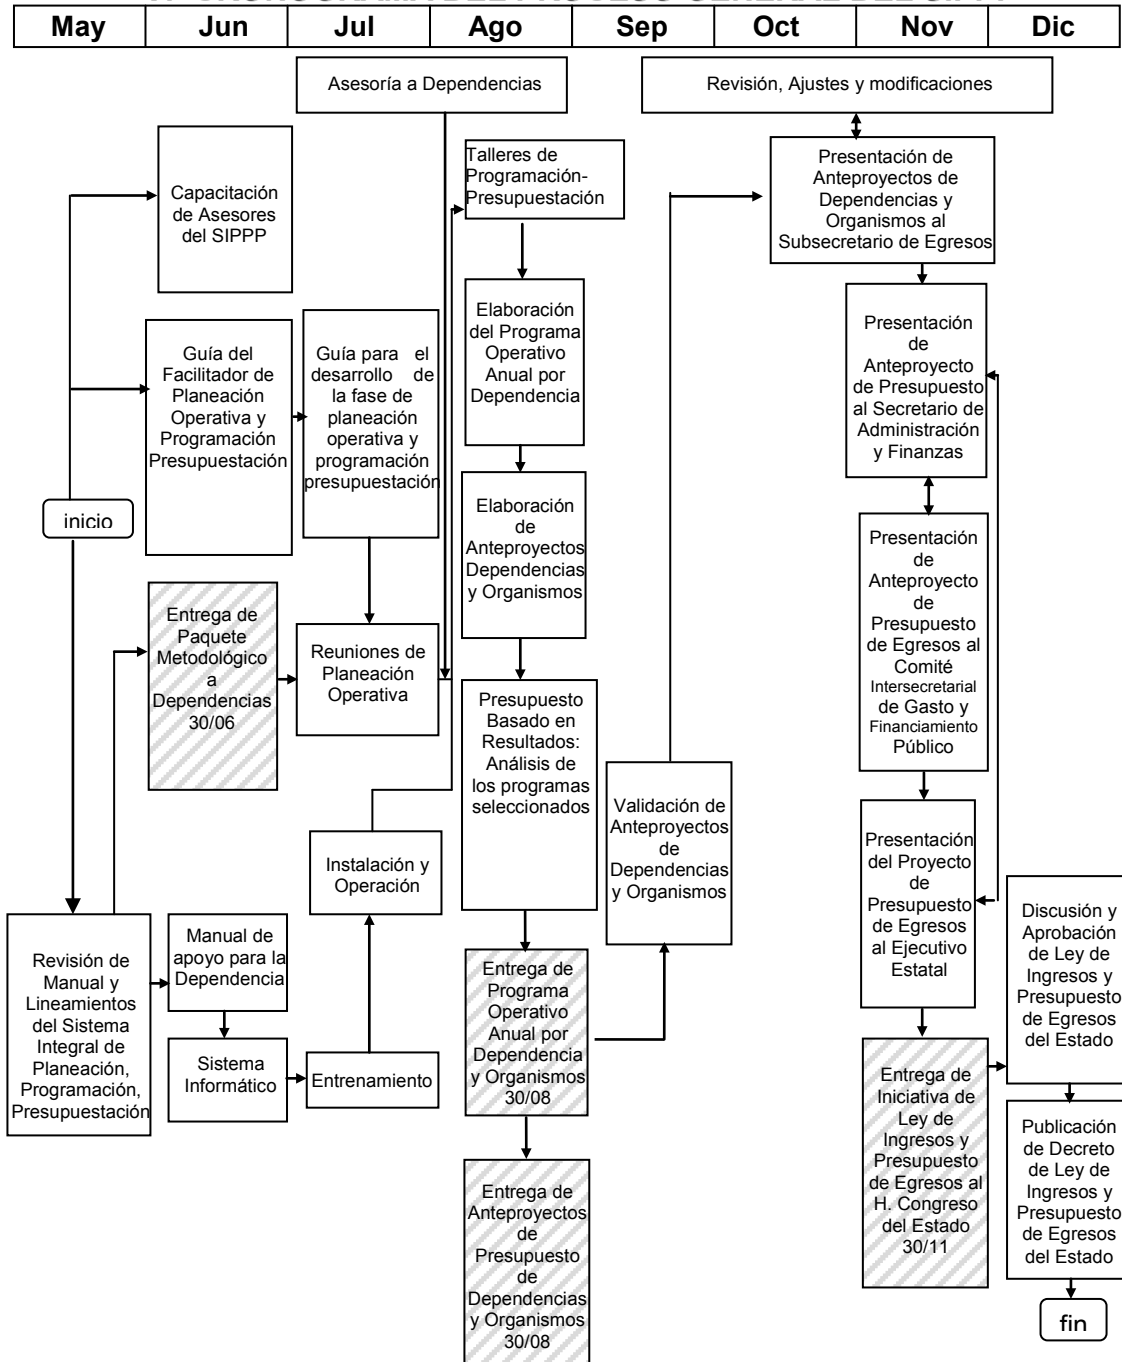 May Jun Jul Ago Sep Oct Nov Dic
Asesoría a Dependencias
Revisión, Ajustes y modificaciones
Capacitación
de Asesores
del SIPPP
Talleres de
Programación-
Presupuestación
Presentación de
Anteproyectos de
Dependencias y
Organismos al
Subsecretario de Egresos
Guía del
Facilitador de
Planeación
Operativa y
Programación
Presupuestación
Guía para el
desarrollo de
la fase de
planeación
operativa y
programación
presupuestación
Elaboración
del Programa
Operativo
Anual por
Dependencia
Presentación
de
Anteproyecto
de Presupuesto
al Secretario de
Administración
y Finanzas
inicio
Elaboración
de
Anteproyectos
Dependencias
y Organismos
Presentación
de
Anteproyecto
de
Presupuesto
de Egresos al
Comité
Intersecretarial
de Gasto y
Financiamiento
Público
Entrega de
Paquete
Metodológico
a
Dependencias
30/06
Reuniones de
Planeación
Operativa
Presupuesto
Basado en
Resultados:
Análisis de
los programas
seleccionados
Validación de
Anteproyectos
de
Dependencias
y Organismos
Instalación y
Operación
Presentación
del Proyecto
de
Presupuesto
de Egresos
al Ejecutivo
Estatal
Revisión de
Manual y
Lineamientos
del Sistema
Integral de
Planeación,
Programación,
Presupuestación
Manual de
apoyo para la
Dependencia
Sistema
Informático
Entrenamiento
Entrega de
Programa
Operativo
Anual por
Dependencia
y Organismos
30/08
Discusión y
Aprobación
de Ley de
Ingresos y
Presupuesto
de Egresos
del Estado
Entrega de
Iniciativa de
Ley de
Ingresos y
Presupuesto
de Egresos al
H. Congreso
del Estado
30/11
Publicación
de Decreto
de Ley de
Ingresos y
Presupuesto
de Egresos
del Estado
Entrega de
Anteproyectos
de
Presupuesto
de
Dependencias
y Organismos
30/08
fin